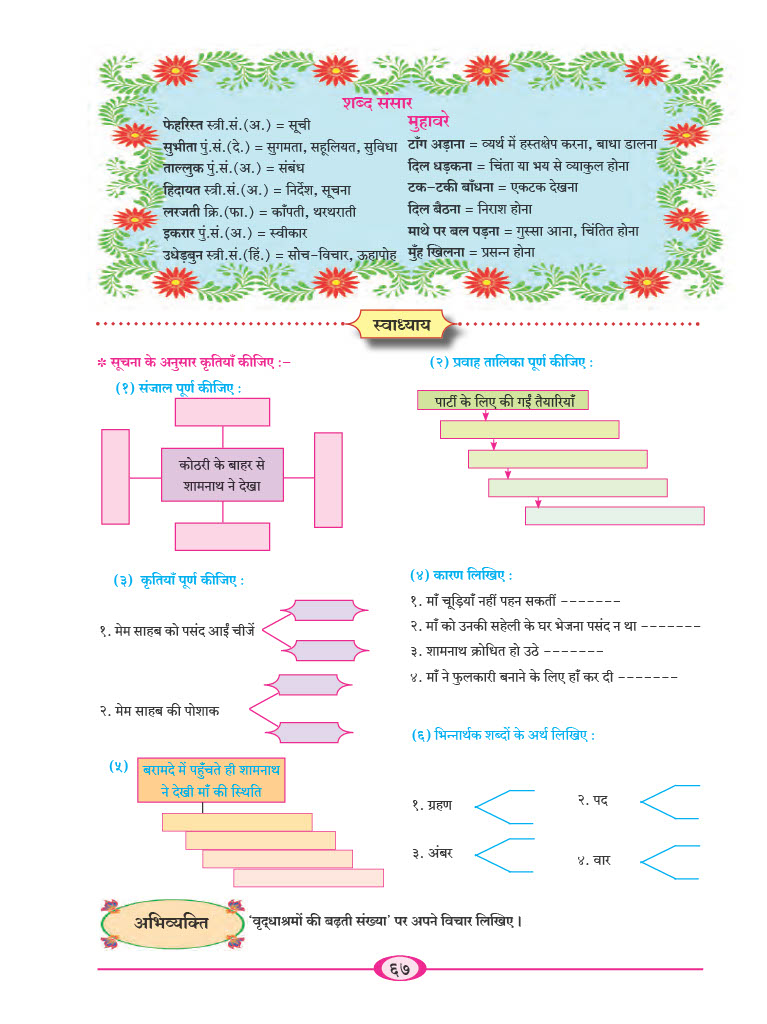 शब्द संसार
फेहरिस्त स्त्री.सं.(अ.) = सूची
सुभीता पुं.सं.(दे.) = सुगमता, सहूलियत, सुविधा
ताल्लुक पुं.सं.(अ.) = संबंध
हिदायत स्त्री.सं.(अ.) = निर्देश, सूचना
लरजती क्रि.(फा.) = काँपती, थरथराती
इकरार पुं.सं.(अ.) = स्वीकार
उधेड़बुन स्त्री.सं.(हिं.) = सोच-विचार, ऊहापोह
मुहावरे
टाँग अड़ाना = व्यर्थ में हस्तक्षेप करना, बाधा डालना
दिल धड़कना = चिंता या भय से व्याकुल होना
टक-टकी बाँधना = एकटक देखना
दिल बैठना = निराश होना
माथे पर बल पड़ना = गुस्सा आना, चिंतित होना
मुँह खिलना = प्रसन्न होना
स्वाध्याय
* सूचना के अनुसार कृतियाँ कीजिए :-
(१) संजाल पूर्ण कीजिए :
कोठरी के बाहर से
शामनाथ ने देखा
(२) प्रवाह तालिका पूर्ण कीजिए :
पार्टी के लिए की गईं तैयारियाँ
(३) कृतियाँ पूर्ण कीजिए :
१. मेम साहब को पसंद आईं चीजें
२. मेम साहब की पोशाक
(४) कारण लिखिए :
१. माँ चूड़ियाँ नहीं पहन सकतीं -------
२. माँ को उनकी सहेली के घर भेजना पसंद न था -------
३. शामनाथ क्रोधित हो उठे -------
४. माँ ने फुलकारी बनाने के लिए हाँ कर दी -------
(५)
बरामदे में पहुँचते ही शामनाथ
ने देखी माँ की स्थिति
(६) भिन्नार्थक शब्दों के अर्थ लिखिए :
१. ग्रहण
२. पद
३. अंबर
४. वार
अभिव्यक्ति
‘वृद्धाश्रमों की बढ़ती संख्या’ पर अपने विचार लिखिए।
६७